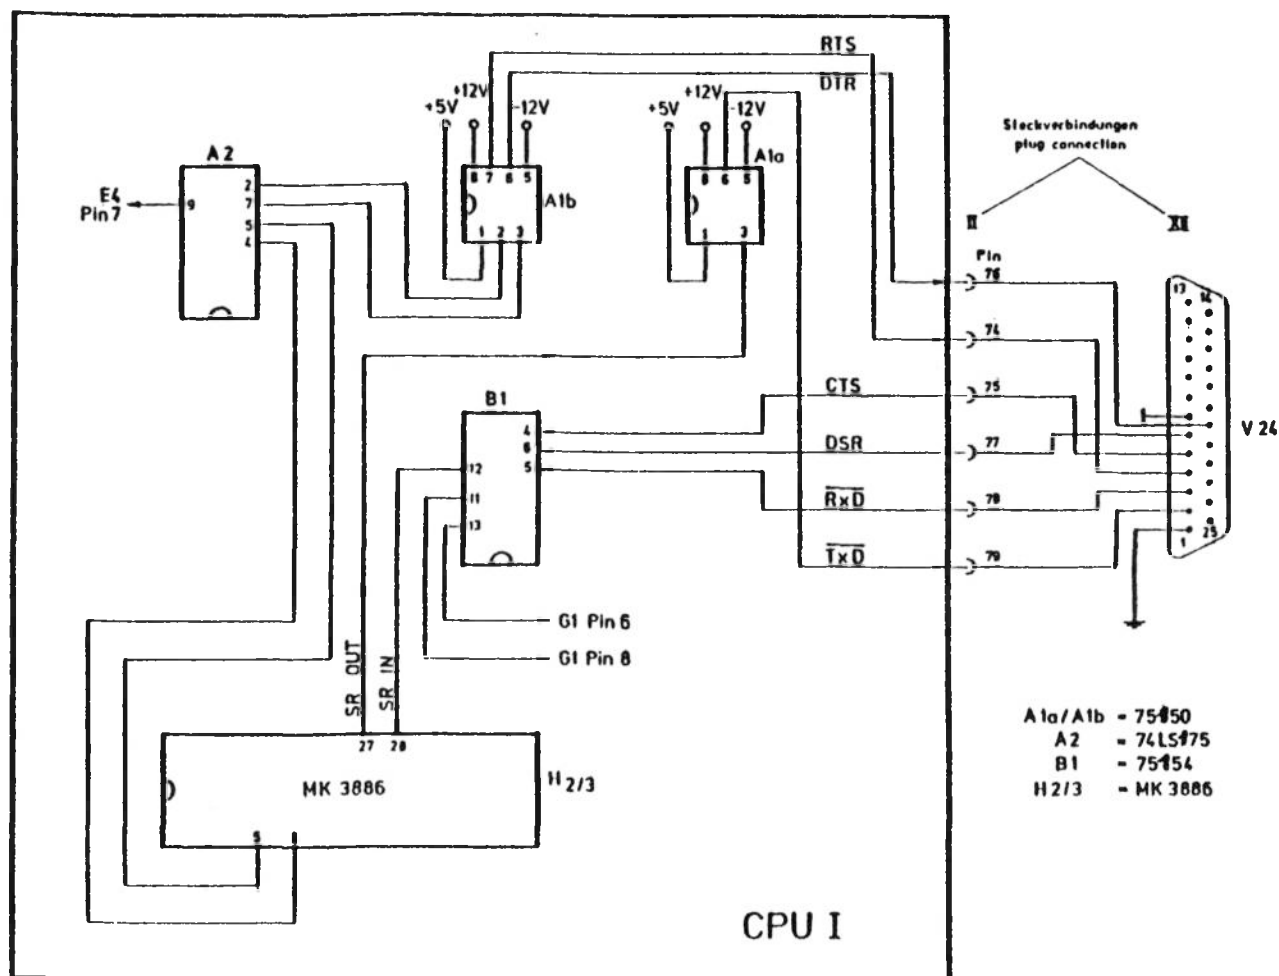 RTS
DTR
+12V
+5V
-12V
+12V
+5V
-12V
Steckverbindungen
plug connection
A2
A1a
8 7 6 5
8 6 5
E4
Pin 7
9
2
7
5
4
A1b
1 2 3
1 3
II
XII
Pin
76
13
14
74
CTS
75
B1
4
6
5
12
11
13
DSR
77
V 24
RxD
78
TxD
79
1
25
G1 Pin 6
G1 Pin 8
SR OUT
SR IN
27 28
MK 3886
H 2/3
5
A1a/A1b = 75150
A2 = 74LS175
B1 = 75154
H2/3 = MK 3886
CPU I